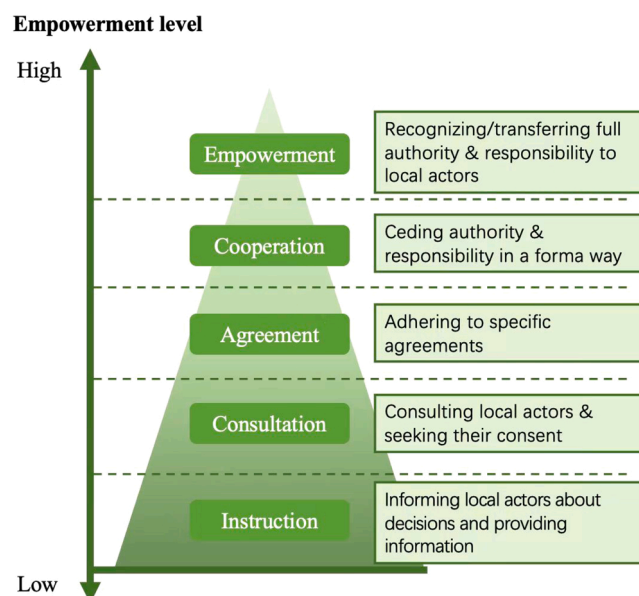 Empowerment level
High
Empowerment
Recognizing/transferring full
authority & responsibility to
local actors
Cooperation
Ceding authority &
responsibility in a forma way
Agreement
Adhering to specific
agreements
Consultation
Consulting local actors &
seeking their consent
Instruction
Informing local actors about
decisions and providing
information
Low